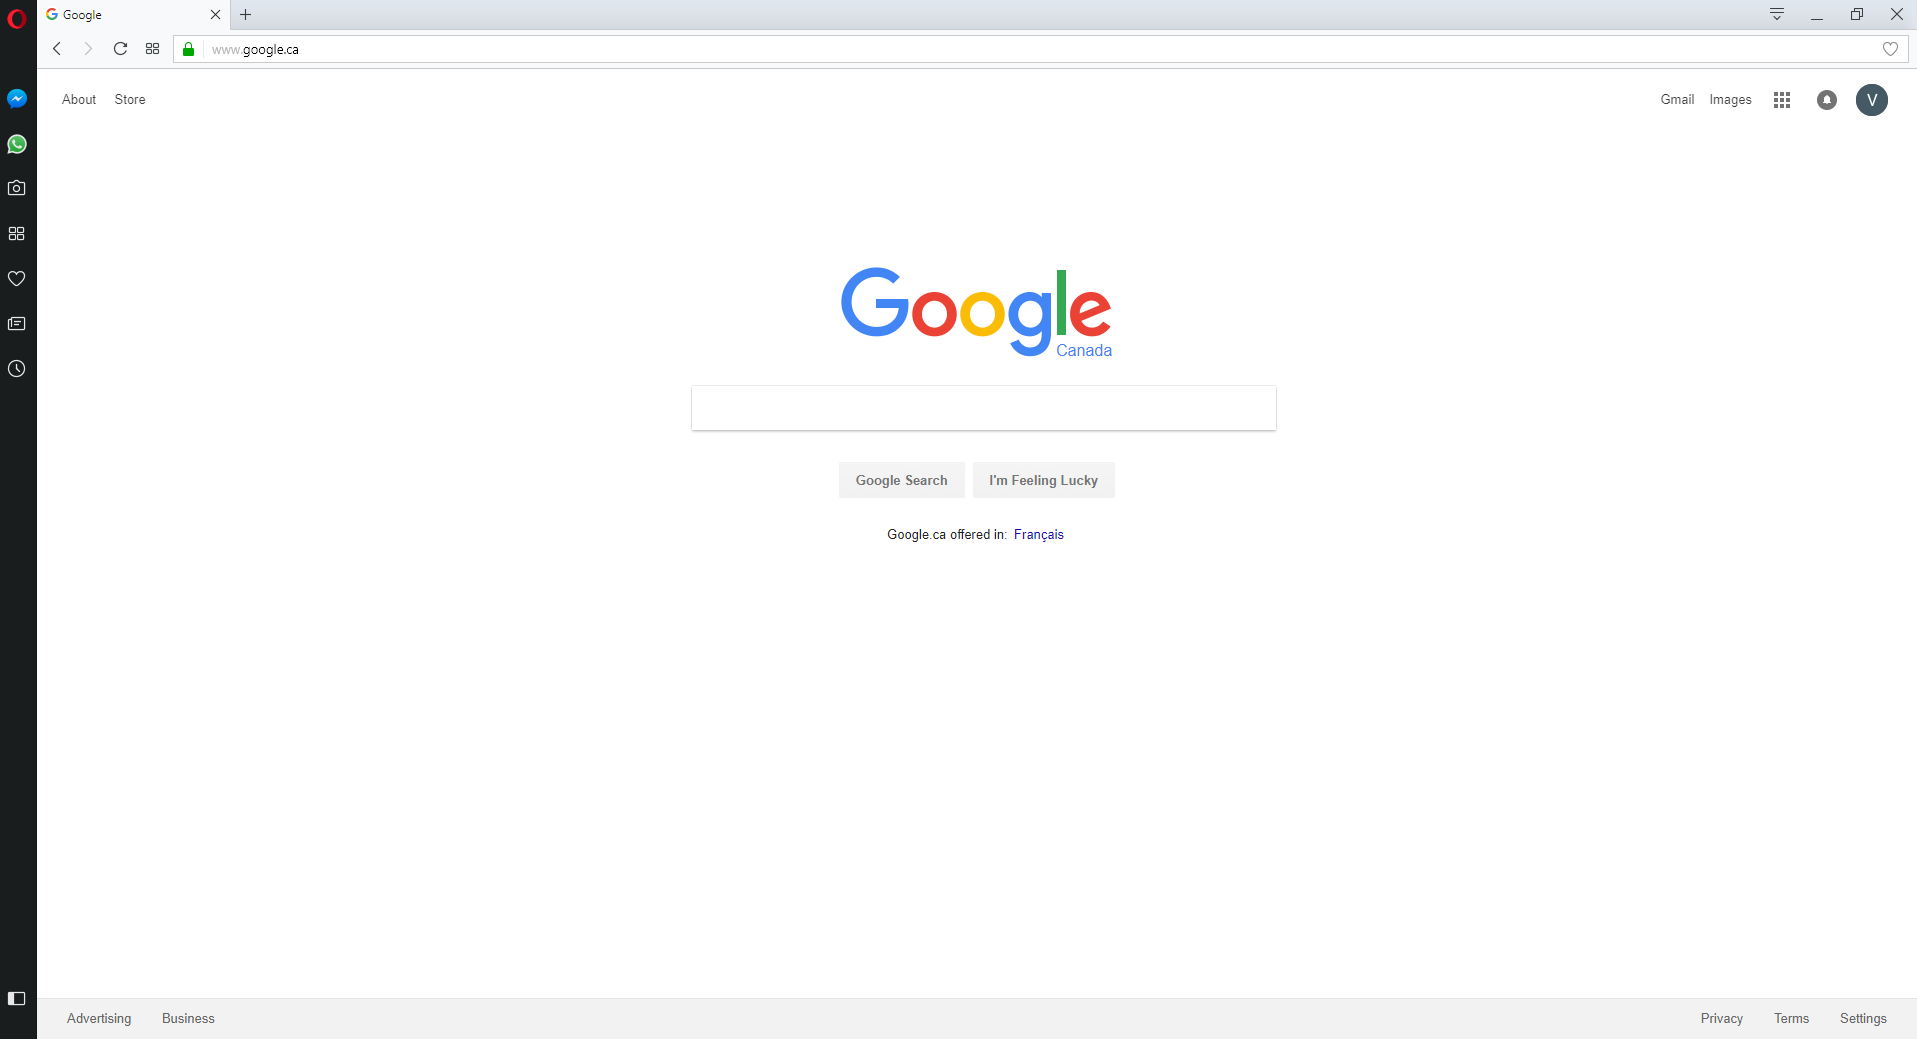 Google
www.google.ca
About Store
Gmail Images V
Google
Canada
Google Search I'm Feeling Lucky
Google.ca offered in: Français
Advertising Business
Privacy Terms Settings